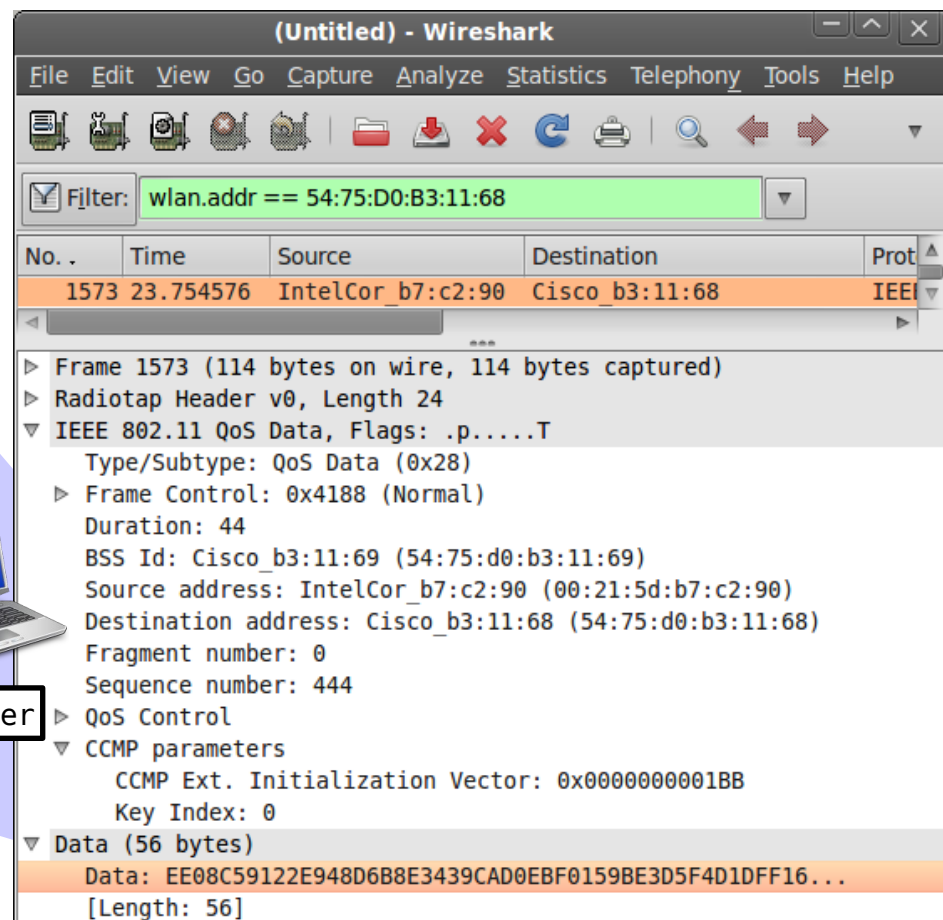 (Untitled) - Wireshark
File Edit View Go Capture Analyze Statistics Telephony Tools Help
Filter: wlan.addr == 54:75:D0:B3:11:68
No. . Time Source Destination Prot
1573 23.754576 IntelCor_b7:c2:90 Cisco_b3:11:68 IEEE
Frame 1573 (114 bytes on wire, 114 bytes captured)
Radiotap Header v0, Length 24
IEEE 802.11 QoS Data, Flags: .p.....T
Type/Subtype: QoS Data (0x28)
Frame Control: 0x4188 (Normal)
Duration: 44
BSS Id: Cisco_b3:11:69 (54:75:d0:b3:11:69)
Source address: IntelCor_b7:c2:90 (00:21:5d:b7:c2:90)
Destination address: Cisco_b3:11:68 (54:75:d0:b3:11:68)
Fragment number: 0
Sequence number: 444
er
QoS Control
CCMP parameters
CCMP Ext. Initialization Vector: 0x0000000001BB
Key Index: 0
Data (56 bytes)
Data: EE08C59122E948D6B8E3439CAD0EBF0159BE3D5F4D1DFF16...
[Length: 56]